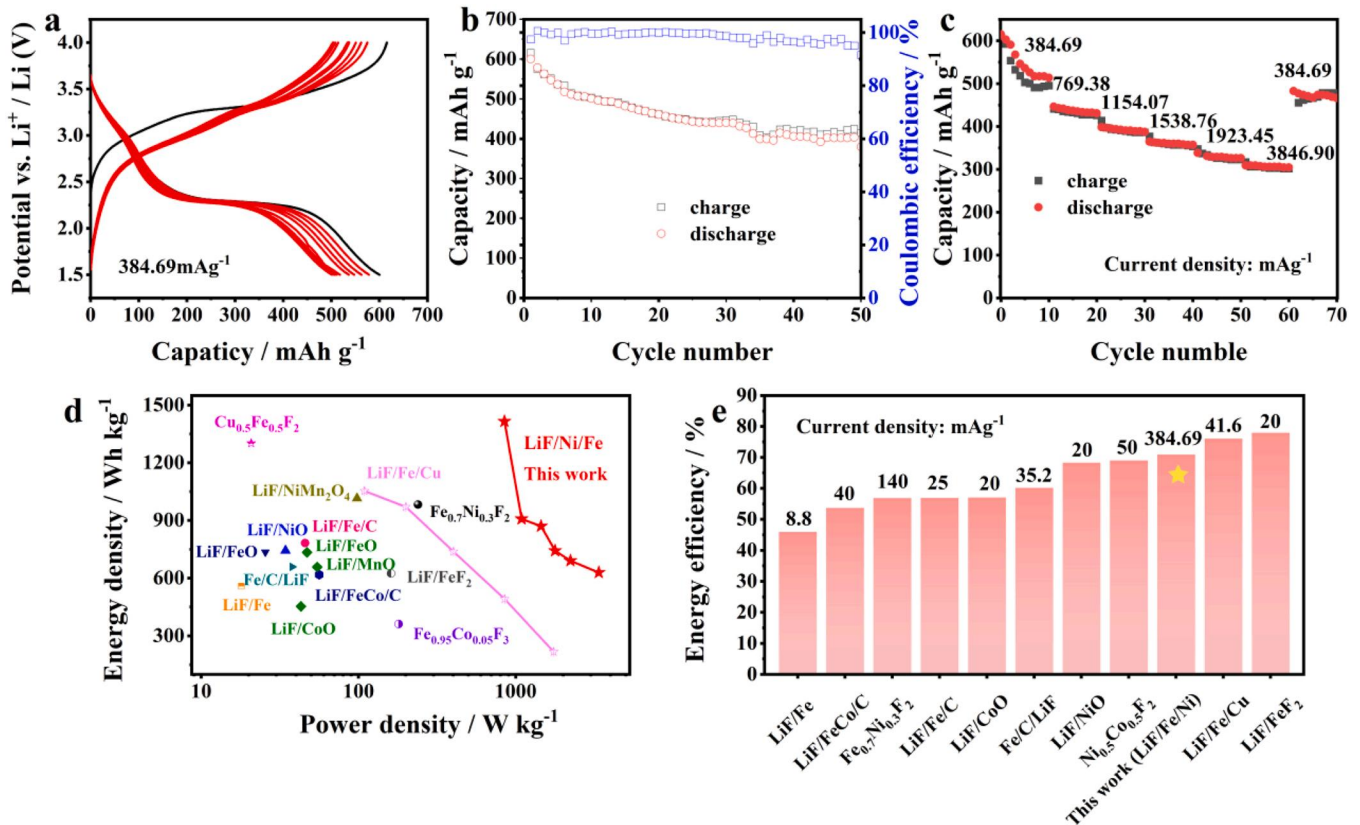 a
Potential vs. Li⁺ / Li (V)
4.0
3.5
3.0
2.5
2.0
1.5
384.69mAg⁻¹
0 100 200 300 400 500 600 700
Capaticy / mAh g⁻¹
b
Capacity / mAh g⁻¹
700
600
500
400
300
200
100
0
charge
discharge
0 10 20 30 40 50
Cycle number
100
80
60
40
20
0
Coulombic efficiency / %
c
Capacity / mAh g⁻¹
600
500
400
300
200
100
0
384.69
769.38
1154.07
1538.76
1923.45
3846.90
384.69
charge
discharge
Current density: mAg⁻¹
0 10 20 30 40 50 60 70
Cycle numble
d
Energy density / Wh kg⁻¹
1500
1200
900
600
300
Cu₀.₅Fe₀.₅F₂
LiF/Ni/Fe
This work
LiF/Fe/Cu
LiF/NiMn₂O₄
Fe₀.₇Ni₀.₃F₂
LiF/NiO
LiF/Fe/C
LiF/FeO
LiF/FeO
LiF/MnO
Fe/C/LiF
LiF/FeF₂
LiF/Fe
LiF/FeCo/C
LiF/CoO
Fe₀.₉₅Co₀.₀₅F₃
10 100 1000
Power density / W kg⁻¹
e
Energy efficiency / %
90
80
70
60
50
40
30
20
10
0
Current density: mAg⁻¹
8.8
40
140
25
20
35.2
20
50
384.69
41.6
20
LiF/Fe
LiF/FeCo/C
Fe₀.₇Ni₀.₃F₂
LiF/Fe/C
LiF/CoO
Fe/C/LiF
LiF/NiO
Ni₀.₅Co₀.₅F₂
This work (LiF/Fe/Ni)
LiF/Fe/Cu
LiF/FeF₂